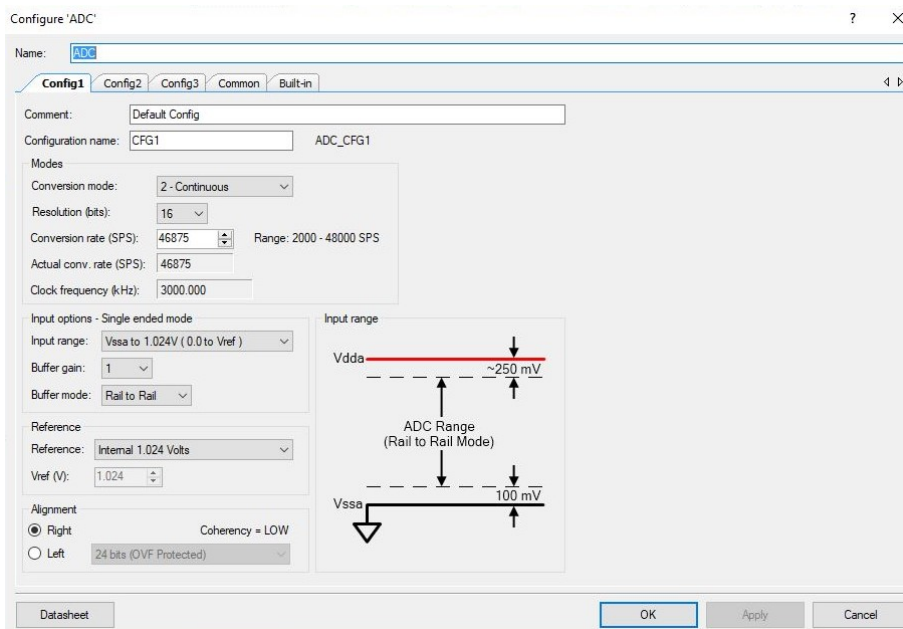 Configure 'ADC'
?
X
Name: ADC
Config1 Config2 Config3 Common Built-in
Comment: Default Config
Configuration name: CFG1 ADC_CFG1
Modes
Conversion mode: 2 - Continuous
Resolution (bits): 16
Conversion rate (SPS): 46875 Range: 2000 - 48000 SPS
Actual conv. rate (SPS): 46875
Clock frequency (kHz): 3000.000
Input options - Single ended mode
Input range: Vssa to 1.024V ( 0.0 to Vref )
Buffer gain: 1
Buffer mode: Rail to Rail
Reference
Reference: Internal 1.024 Volts
Vref (V): 1.024
Alignment
Right Coherency = LOW
Left 24 bits (OVF Protected)
Input range
Vdda
~250 mV
ADC Range
(Rail to Rail Mode)
100 mV
Vssa
Datasheet OK Apply Cancel